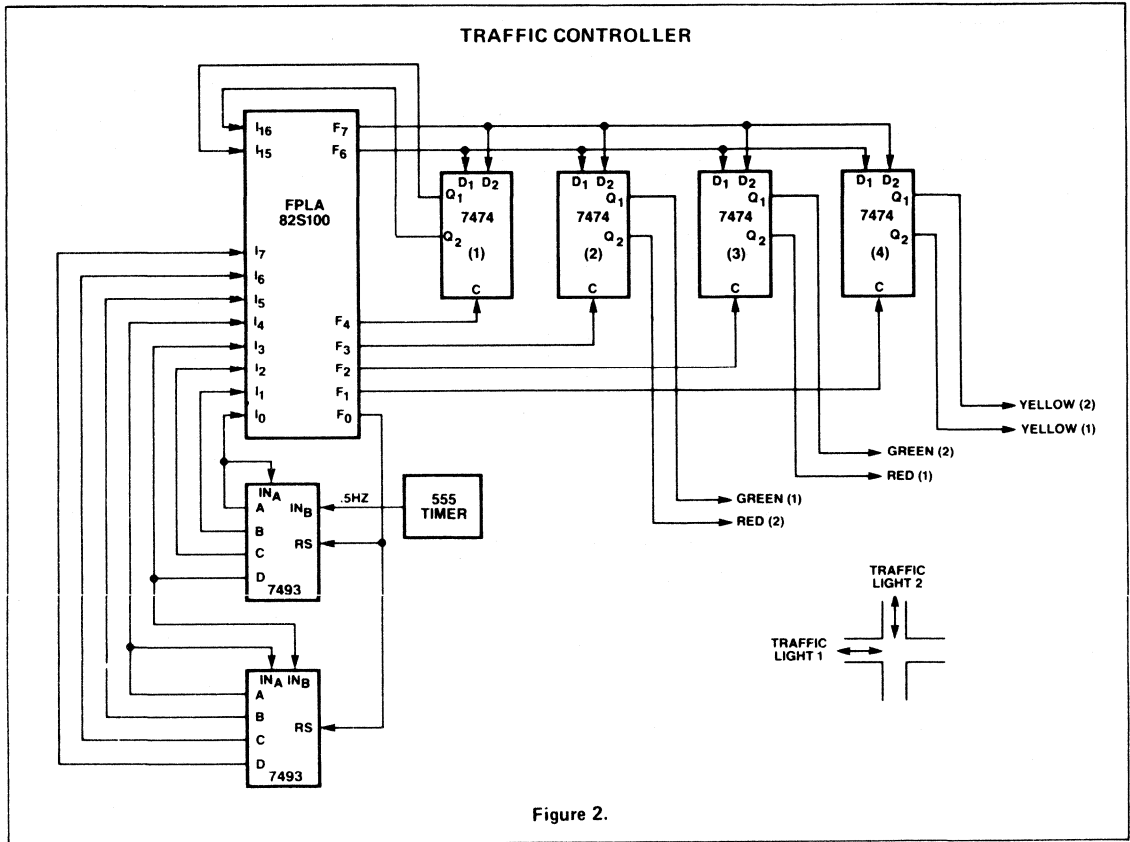 TRAFFIC CONTROLLER
I16
I15
FPLA
82S100
I7
I6
I5
I4
I3
I2
I1
I0
F7
F6
F4
F3
F2
F1
F0
D1 D2
Q1
7474
Q2
(1)
C
D1 D2
Q1
7474
Q2
(2)
C
D1 D2
Q1
7474
Q2
(3)
C
D1 D2
Q1
7474
Q2
(4)
C
YELLOW (2)
YELLOW (1)
GREEN (2)
RED (1)
GREEN (1)
RED (2)
INA
A
INB
B
RS
C
D
7493
.5HZ
555
TIMER
INA INB
A
B
RS
C
D
7493
TRAFFIC
LIGHT 2
TRAFFIC
LIGHT 1
Figure 2.